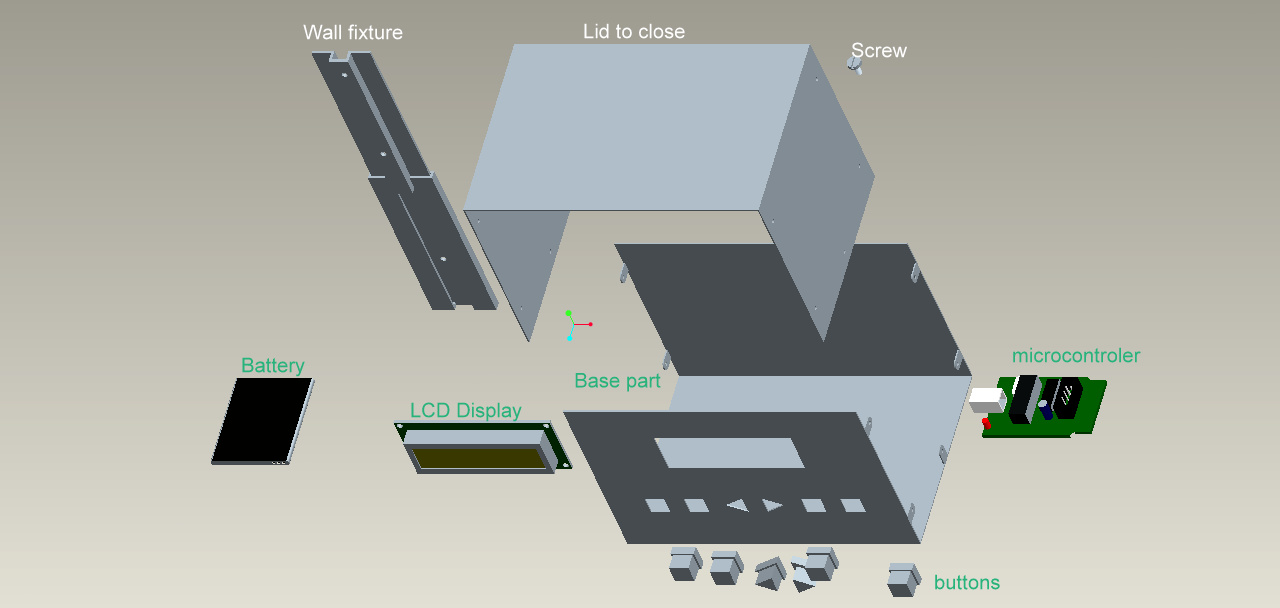 Wall fixture
Lid to close
Screw
microcontroler
Battery
Base part
LCD Display
buttons